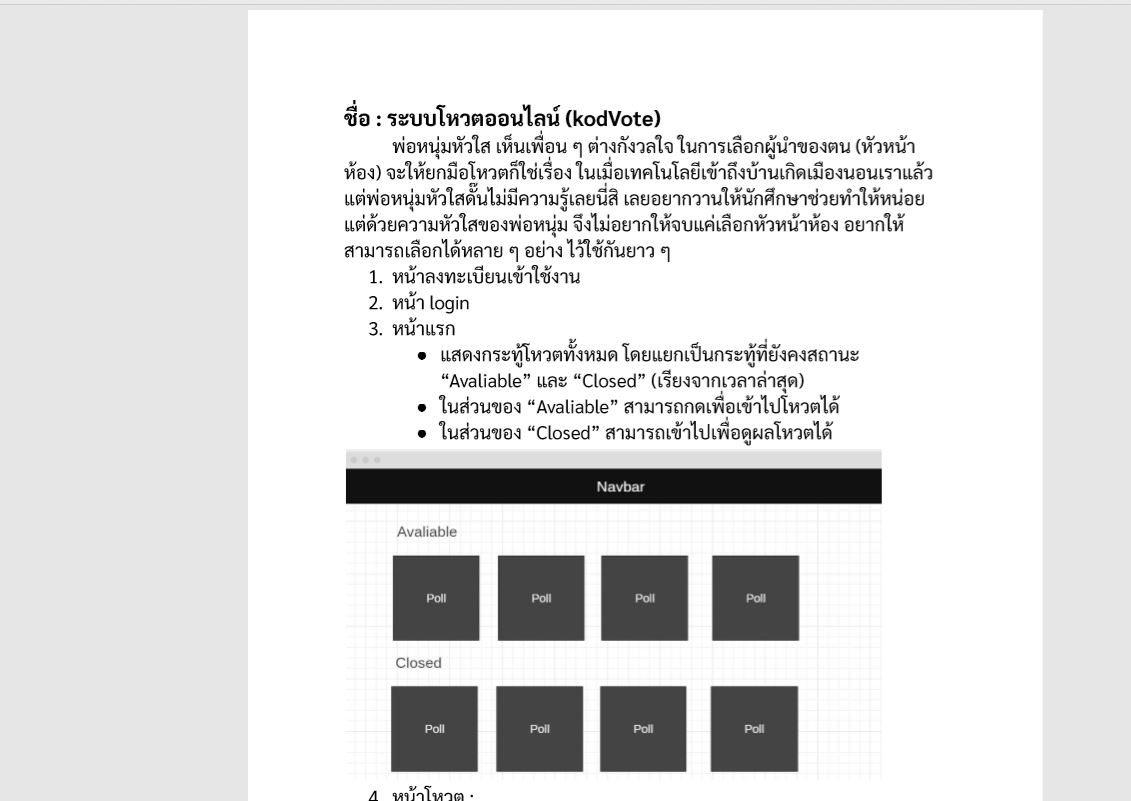 ชื่อ : ระบบโหวตออนไลน์ (kodVote)
พ่อหนุ่มหัวใส เห็นเพื่อน ๆ ต่างกังวลใจ ในการเลือกผู้นำของตน (หัวหน้า
ห้อง) จะให้ยกมือโหวตก็ใช่เรื่อง ในเมื่อเทคโนโลยีเข้าถึงบ้านเกิดเมืองนอนเราแล้ว
แต่พ่อหนุ่มหัวใสดั๊นไม่มีความรู้เลยนี่สิ เลยอยากวานให้นักศึกษาช่วยทำให้หน่อย
แต่ด้วยความหัวใสของพ่อหนุ่ม จึงไม่อยากให้จบแค่เลือกหัวหน้าห้อง อยากให้
สามารถเลือกได้หลาย ๆ อย่าง ไว้ใช้กันยาว ๆ
1. หน้าลงทะเบียนเข้าใช้งาน
2. หน้า login
3. หน้าแรก
● แสดงกระทู้โหวตทั้งหมด โดยแยกเป็นกระทู้ที่ยังคงสถานะ
“Avaliable” และ “Closed” (เรียงจากเวลาล่าสุด)
● ในส่วนของ “Avaliable” สามารถกดเพื่อเข้าไปโหวตได้
● ในส่วนของ “Closed” สามารถเข้าไปเพื่อดูผลโหวตได้
Navbar
Avaliable
Poll Poll Poll Poll
Closed
Poll Poll Poll Poll
4. หน้าโหวต :